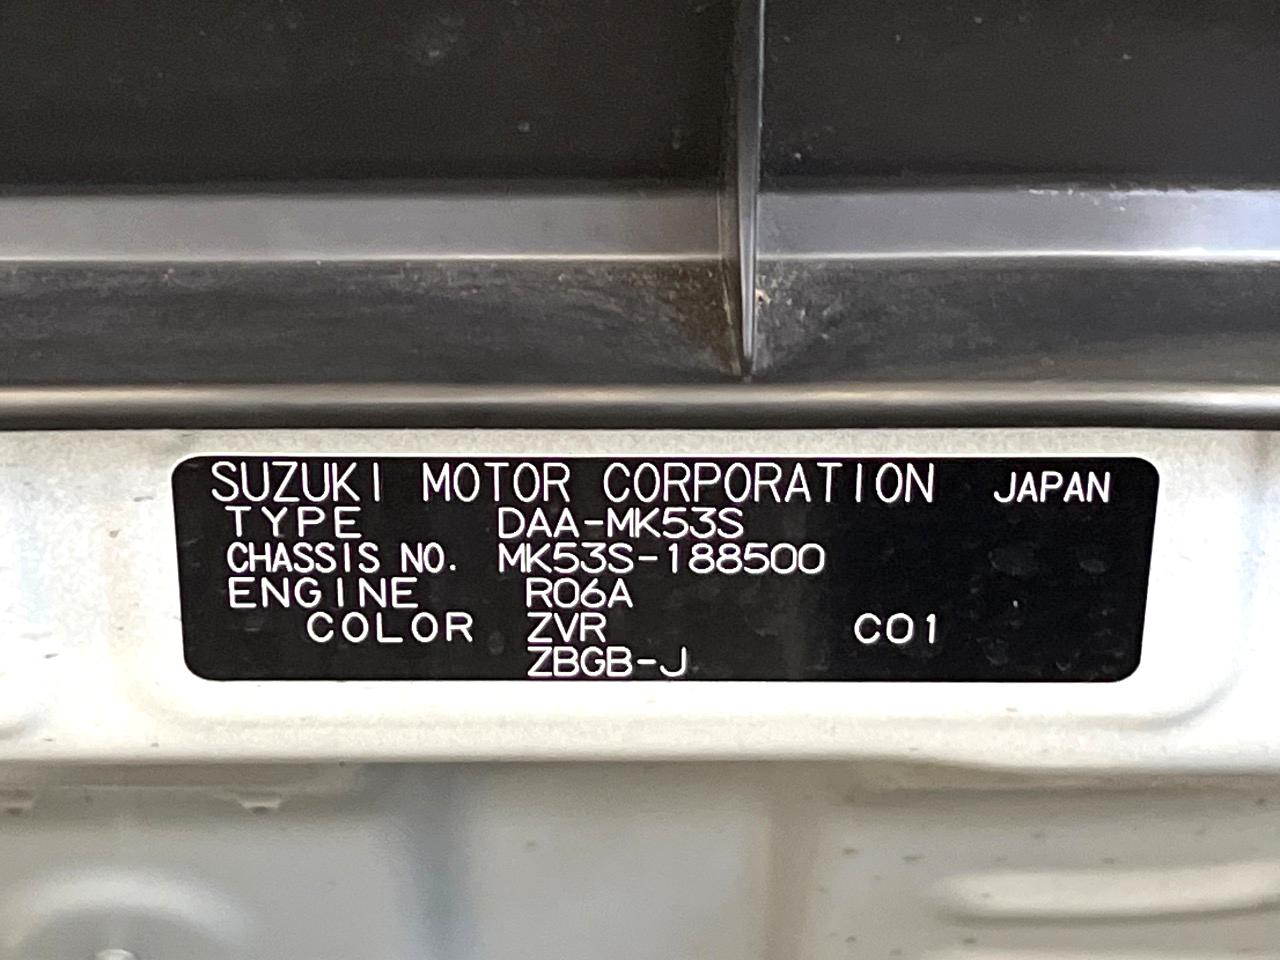 SUZUKI MOTOR CORPORATION JAPAN
TYPE DAA-MK53S
CHASSIS NO. MK53S-188500
ENGINE R06A
COLOR ZVR C01
ZBGB-J